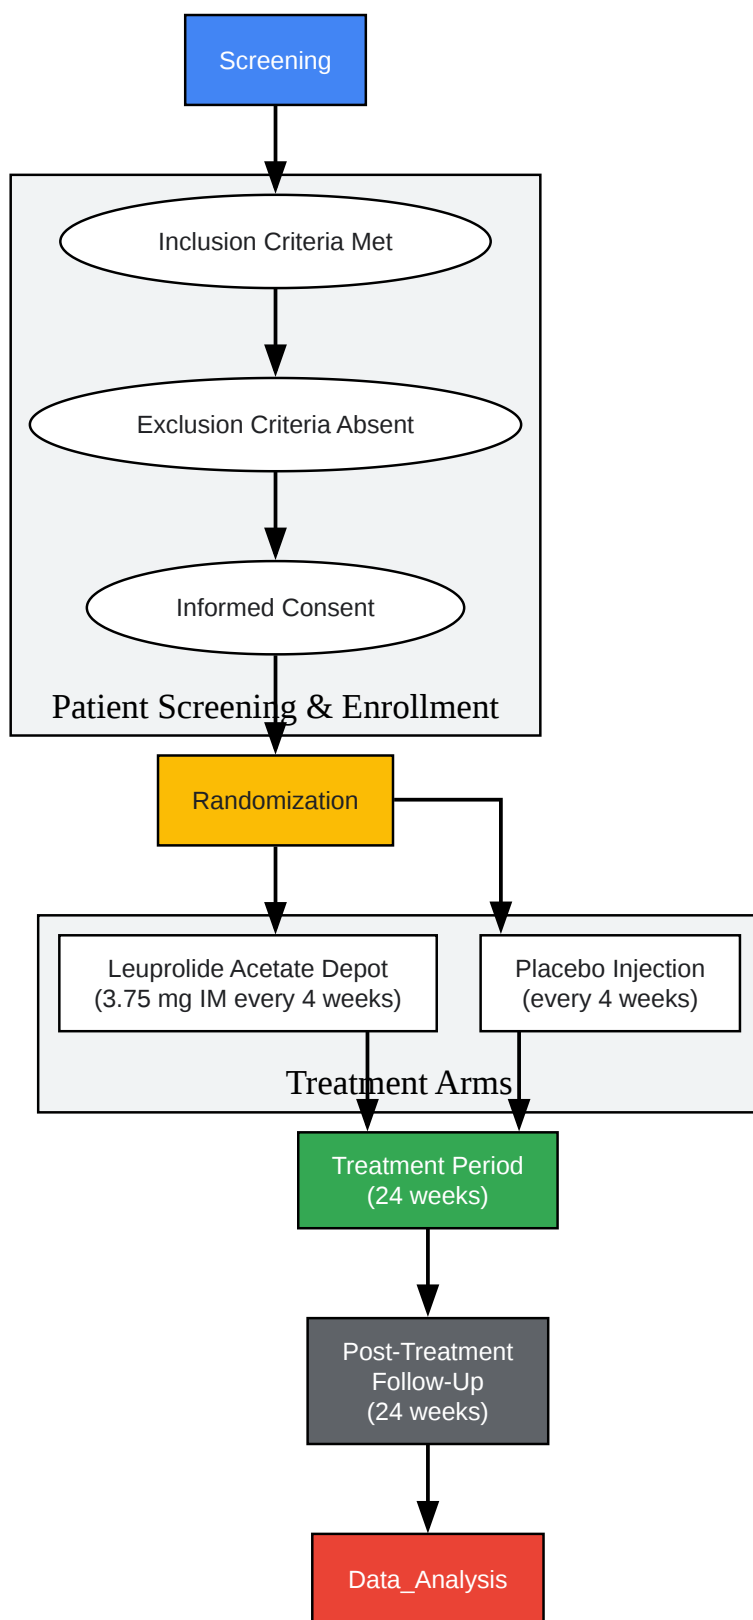 Screening
Inclusion Criteria Met
Exclusion Criteria Absent
Informed Consent
Patient Screening & Enrollment
Randomization
Leuprolide Acetate Depot
(3.75 mg IM every 4 weeks)
Placebo Injection
(every 4 weeks)
Treatment Arms
Treatment Period
(24 weeks)
Post-Treatment
Follow-Up
(24 weeks)
Data_Analysis